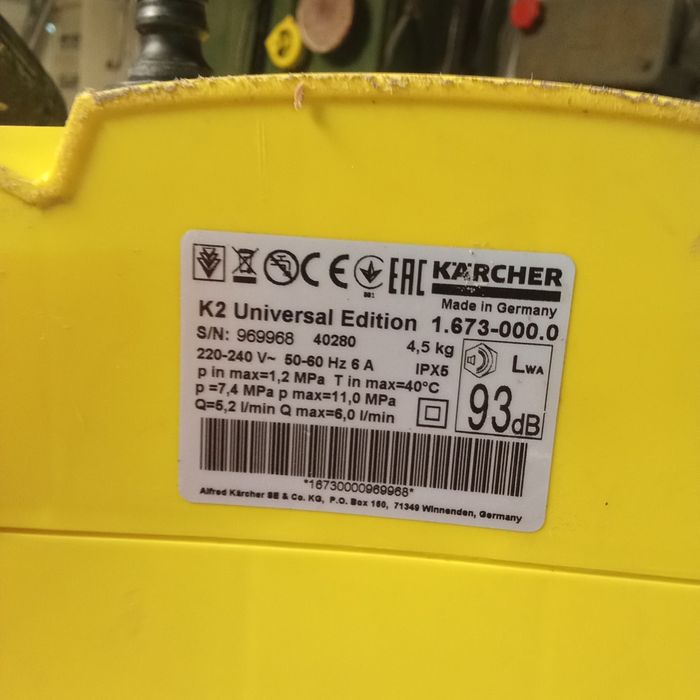 CE EAC KÄRCHER
001
Made in Germany
K2 Universal Edition 1.673-000.0
S/N: 969968 40280 4,5 kg
220-240 V~ 50-60 Hz 6 A IPX5
p in max=1,2 MPa T in max=40°C
p =7,4 MPa p max=11,0 MPa
Q=5,2 l/min Q max=6,0 l/min
LWA
93dB
*16730000969968*
Alfred Kärcher SE & Co. KG, P.O. Box 160, 71349 Winnenden, Germany